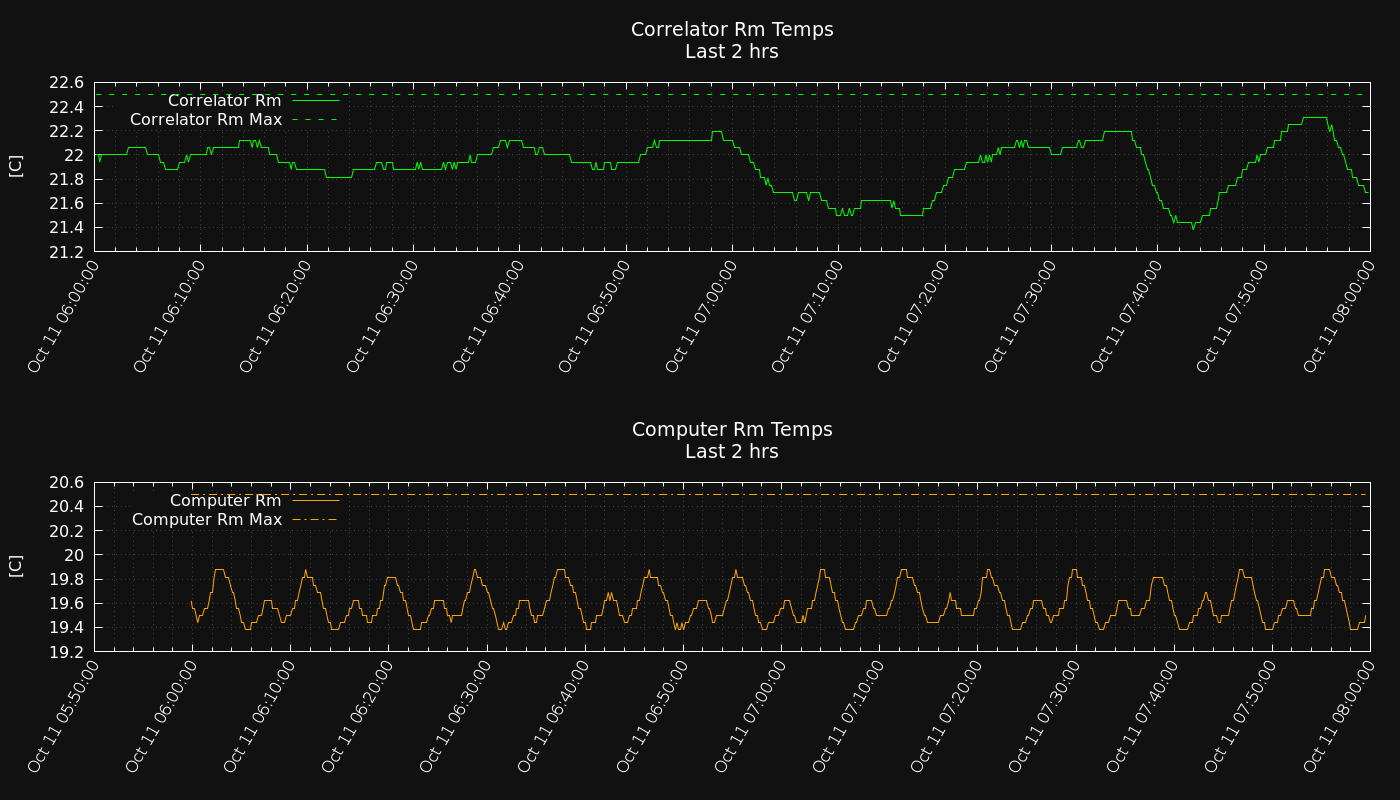 Correlator Rm Temps
Last 2 hrs
22.6
22.4
22.2
22
21.8
21.6
21.4
21.2
[C]
Correlator Rm
Correlator Rm Max
Oct 11 06:00:00
Oct 11 06:10:00
Oct 11 06:20:00
Oct 11 06:30:00
Oct 11 06:40:00
Oct 11 06:50:00
Oct 11 07:00:00
Oct 11 07:10:00
Oct 11 07:20:00
Oct 11 07:30:00
Oct 11 07:40:00
Oct 11 07:50:00
Oct 11 08:00:00
Computer Rm Temps
Last 2 hrs
20.6
20.4
20.2
20
19.8
19.6
19.4
19.2
[C]
Computer Rm
Computer Rm Max
Oct 11 05:50:00
Oct 11 06:00:00
Oct 11 06:10:00
Oct 11 06:20:00
Oct 11 06:30:00
Oct 11 06:40:00
Oct 11 06:50:00
Oct 11 07:00:00
Oct 11 07:10:00
Oct 11 07:20:00
Oct 11 07:30:00
Oct 11 07:40:00
Oct 11 07:50:00
Oct 11 08:00:00